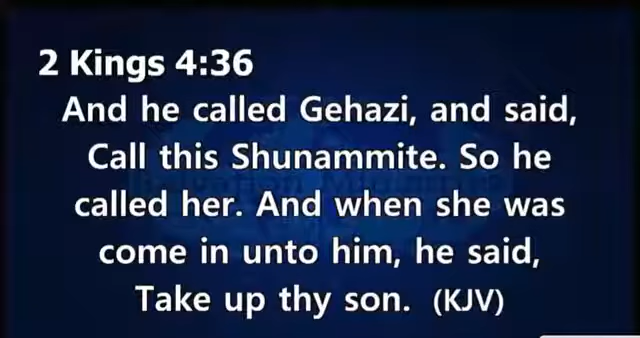 2 Kings 4:36
And he called Gehazi, and said,
Call this Shunammite. So he
called her. And when she was
come in unto him, he said,
Take up thy son. (KJV)